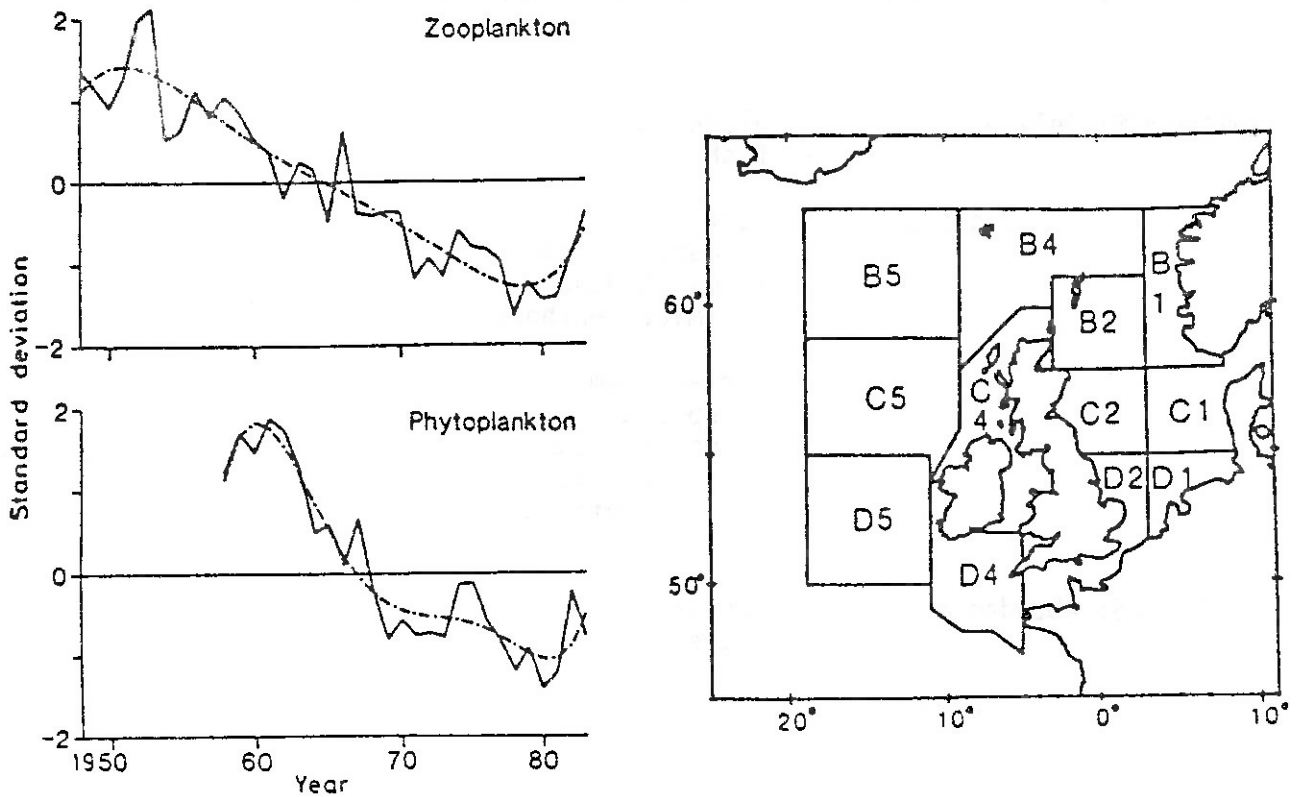 Zooplankton
2
0
-2
Standard deviation
Phytoplankton
2
0
-2
1950 60 70 80
Year
B5 B4 B
1
B2
60°
C5 C
4
C2 C1
D5 D2 D1
D4
50°
20° 10° 0° 10°